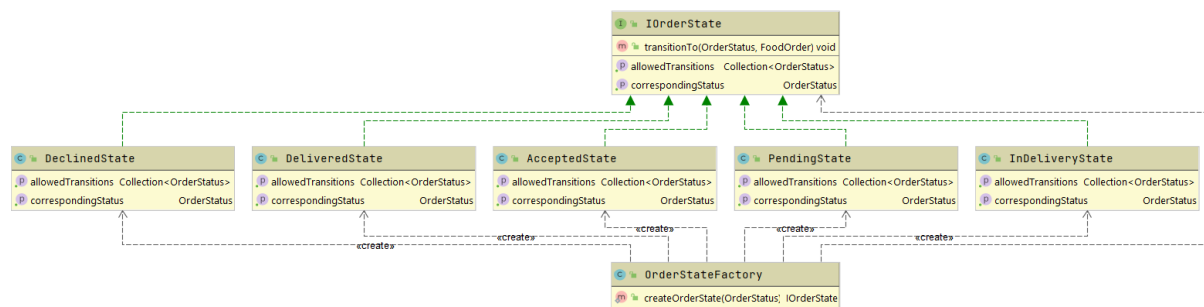 I IOrderState
m transitionTo(OrderStatus, FoodOrder) void
p allowedTransitions Collection<OrderStatus>
p correspondingStatus OrderStatus
C DeclinedState
p allowedTransitions Collection<OrderStatus>
p correspondingStatus OrderStatus
C DeliveredState
p allowedTransitions Collection<OrderStatus>
p correspondingStatus OrderStatus
C AcceptedState
p allowedTransitions Collection<OrderStatus>
p correspondingStatus OrderStatus
C PendingState
p allowedTransitions Collection<OrderStatus>
p correspondingStatus OrderStatus
C InDeliveryState
p allowedTransitions Collection<OrderStatus>
p correspondingStatus OrderStatus
«create» «create» «create»
«create» «create»
C OrderStateFactory
m createOrderState(OrderStatus) IOrderState